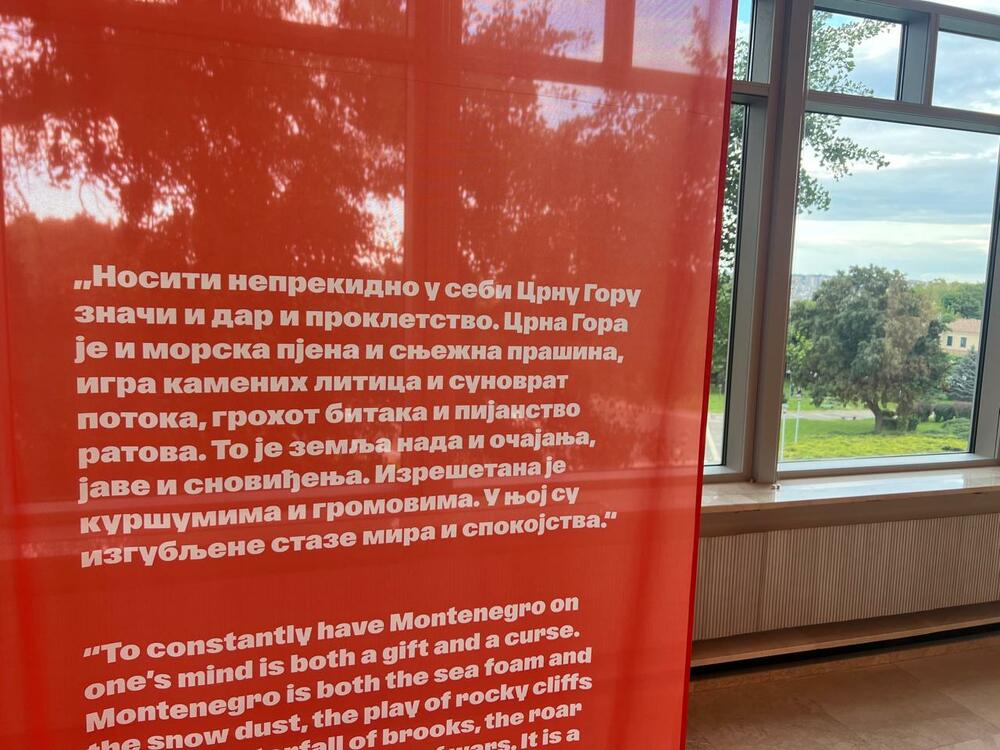 „Носити непрекидно у себи Црну Гору
значи и дар и проклетство. Црна Гора
је и морска пјена и сњежна прашина,
игра камених литица и суноврат
потока, грохот битака и пијанство
ратова. То је земља нада и очајања,
јаве и сновиђења. Изрешетана је
куршумима и громовима. У њој су
изгубљене стазе мира и спокојства.“
“To constantly have Montenegro on
one’s mind is both a gift and a curse.
Montenegro is both the sea foam and
the snow dust, the play of rocky cliffs
of brooks, the roar
wars. It is a